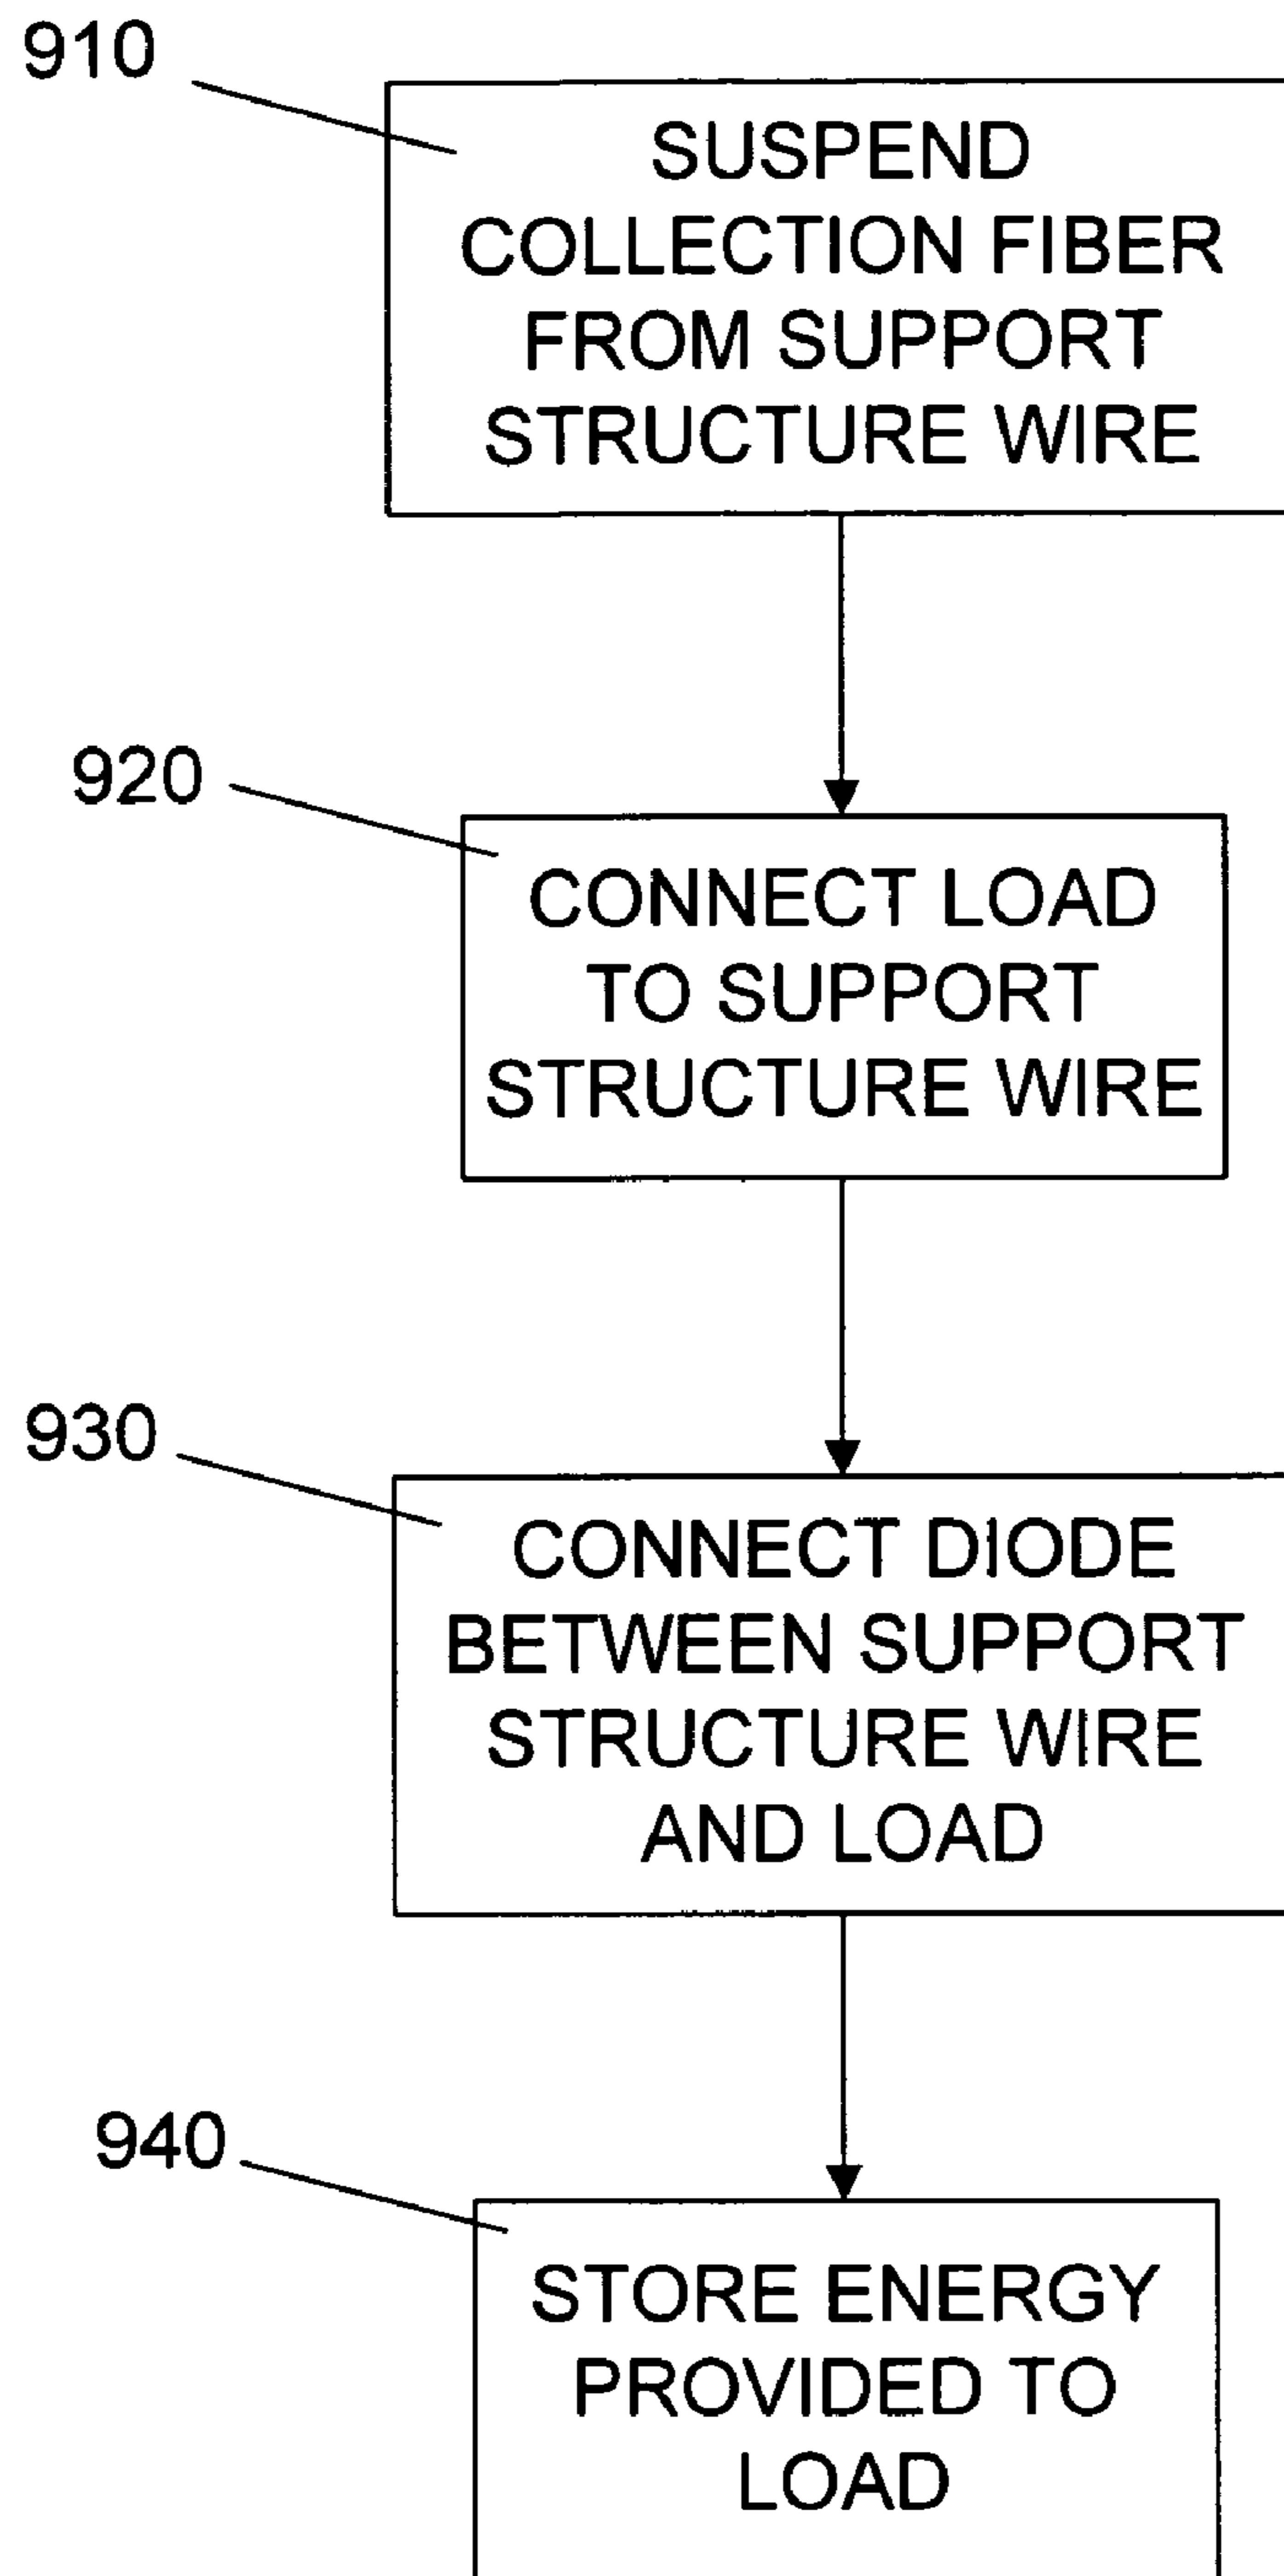 910
SUSPEND
COLLECTION FIBER
FROM SUPPORT
STRUCTURE WIRE
920
CONNECT LOAD
TO SUPPORT
STRUCTURE WIRE
930
CONNECT DIODE
BETWEEN SUPPORT
STRUCTURE WIRE
AND LOAD
940
STORE ENERGY
PROVIDED TO
LOAD